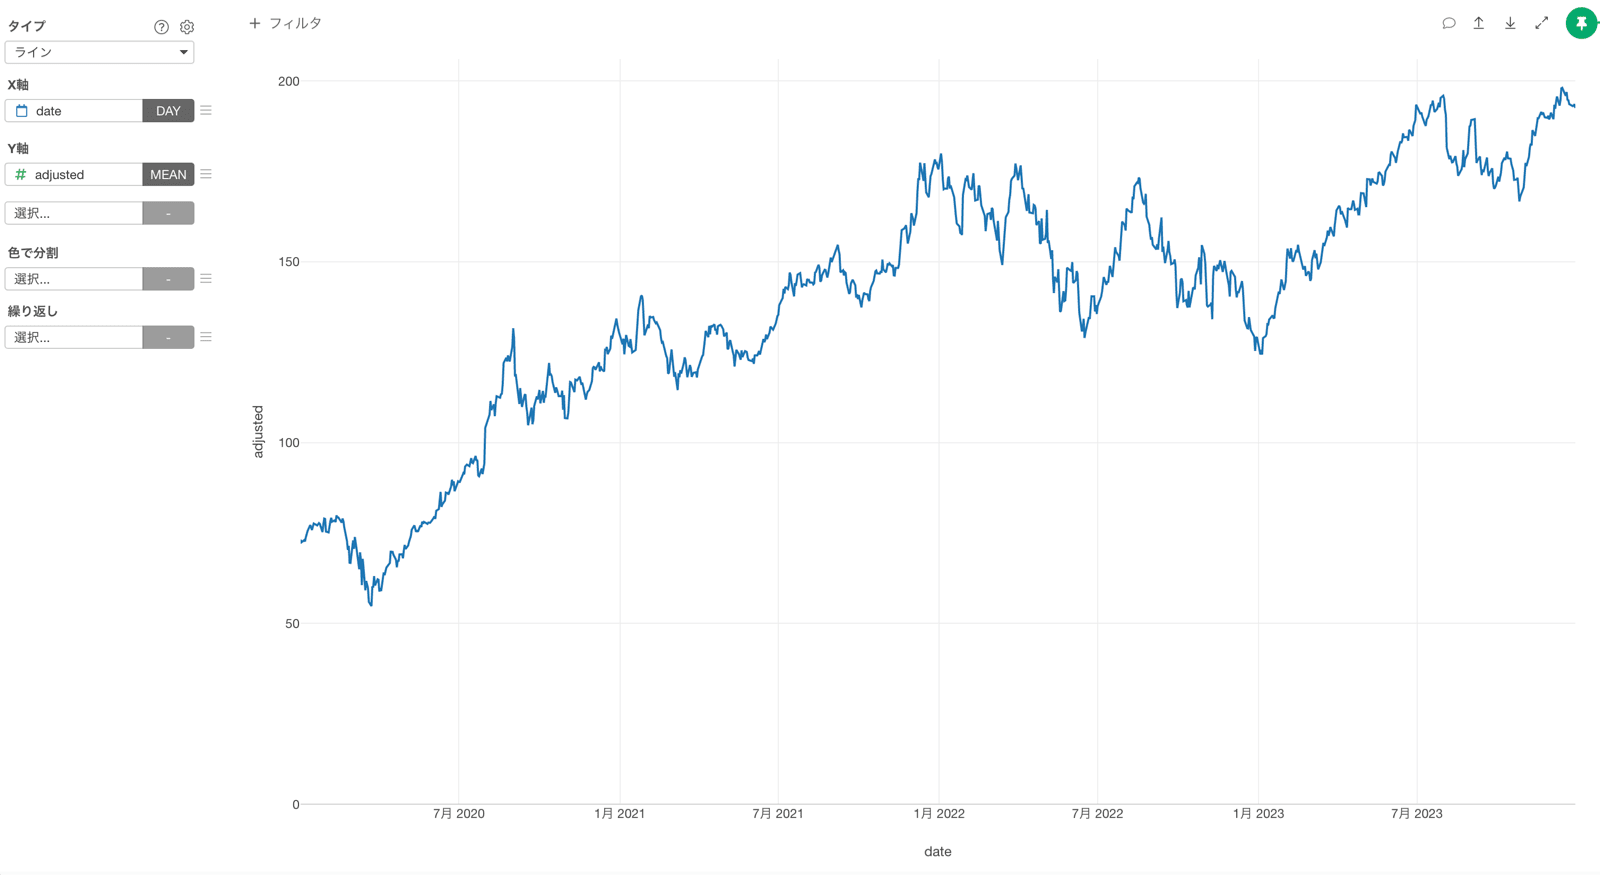 タイプ
ライン
X軸
date DAY
Y軸
# adjusted MEAN
選択... -
色で分割
選択... -
繰り返し
選択... -
+ フィルタ
200
150
100
50
0
adjusted
7月 2020 1月 2021 7月 2021 1月 2022 7月 2022 1月 2023 7月 2023
date